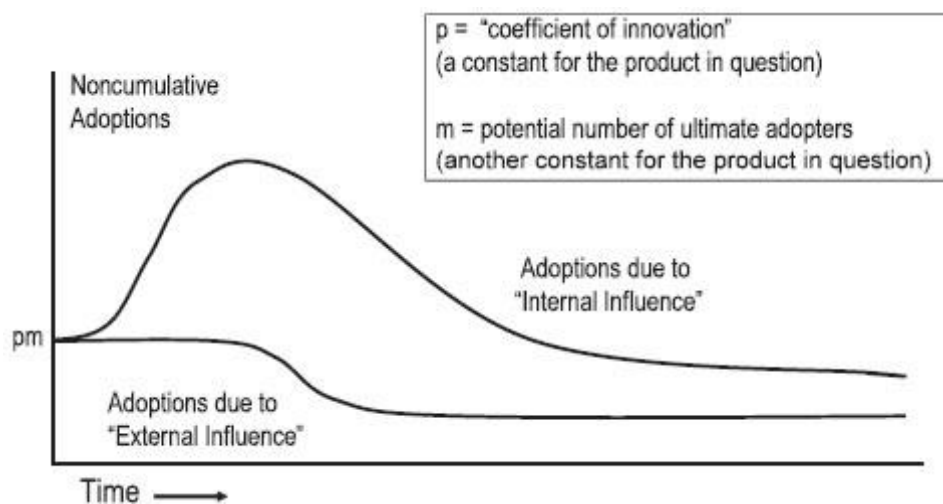 p = “coefficient of innovation”
(a constant for the product in question)
m = potential number of ultimate adopters
(another constant for the product in question)
Noncumulative
Adoptions
Adoptions due to
“Internal Influence”
pm
Adoptions due to
“External Influence”
Time